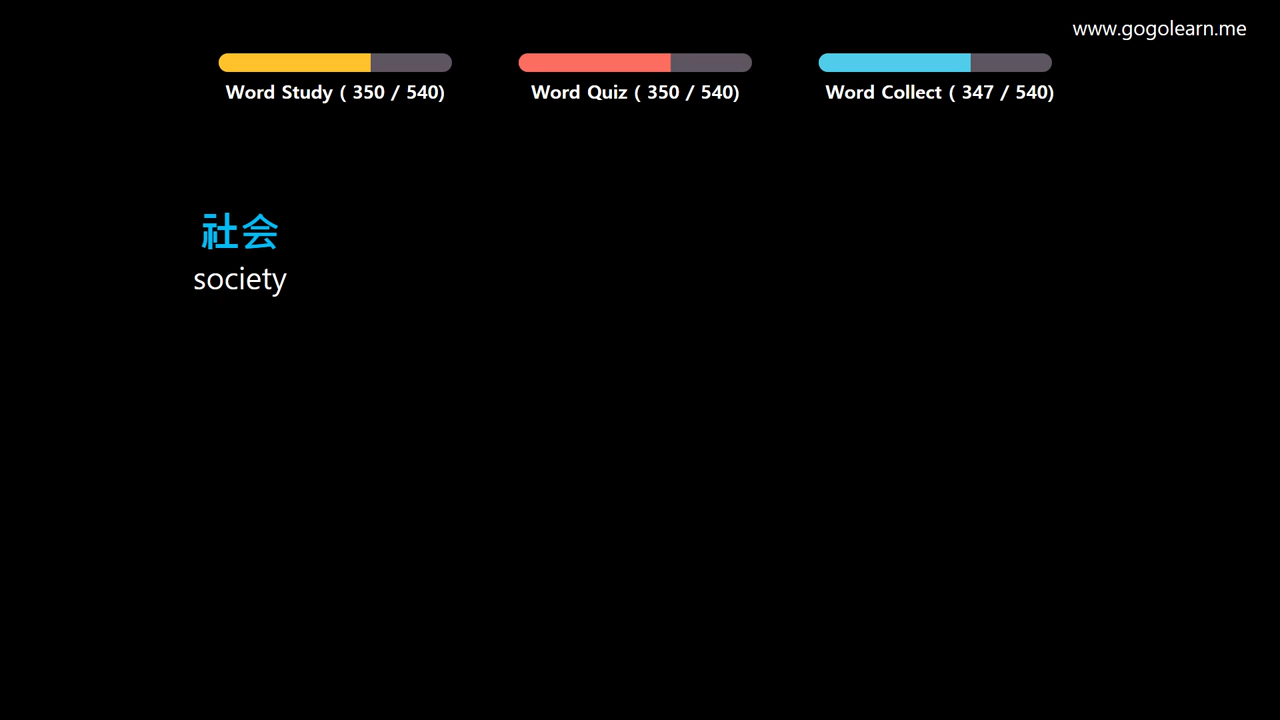 www.gogolearn.me
Word Study ( 350 / 540)
Word Quiz ( 350 / 540)
Word Collect ( 347 / 540)
社会
society